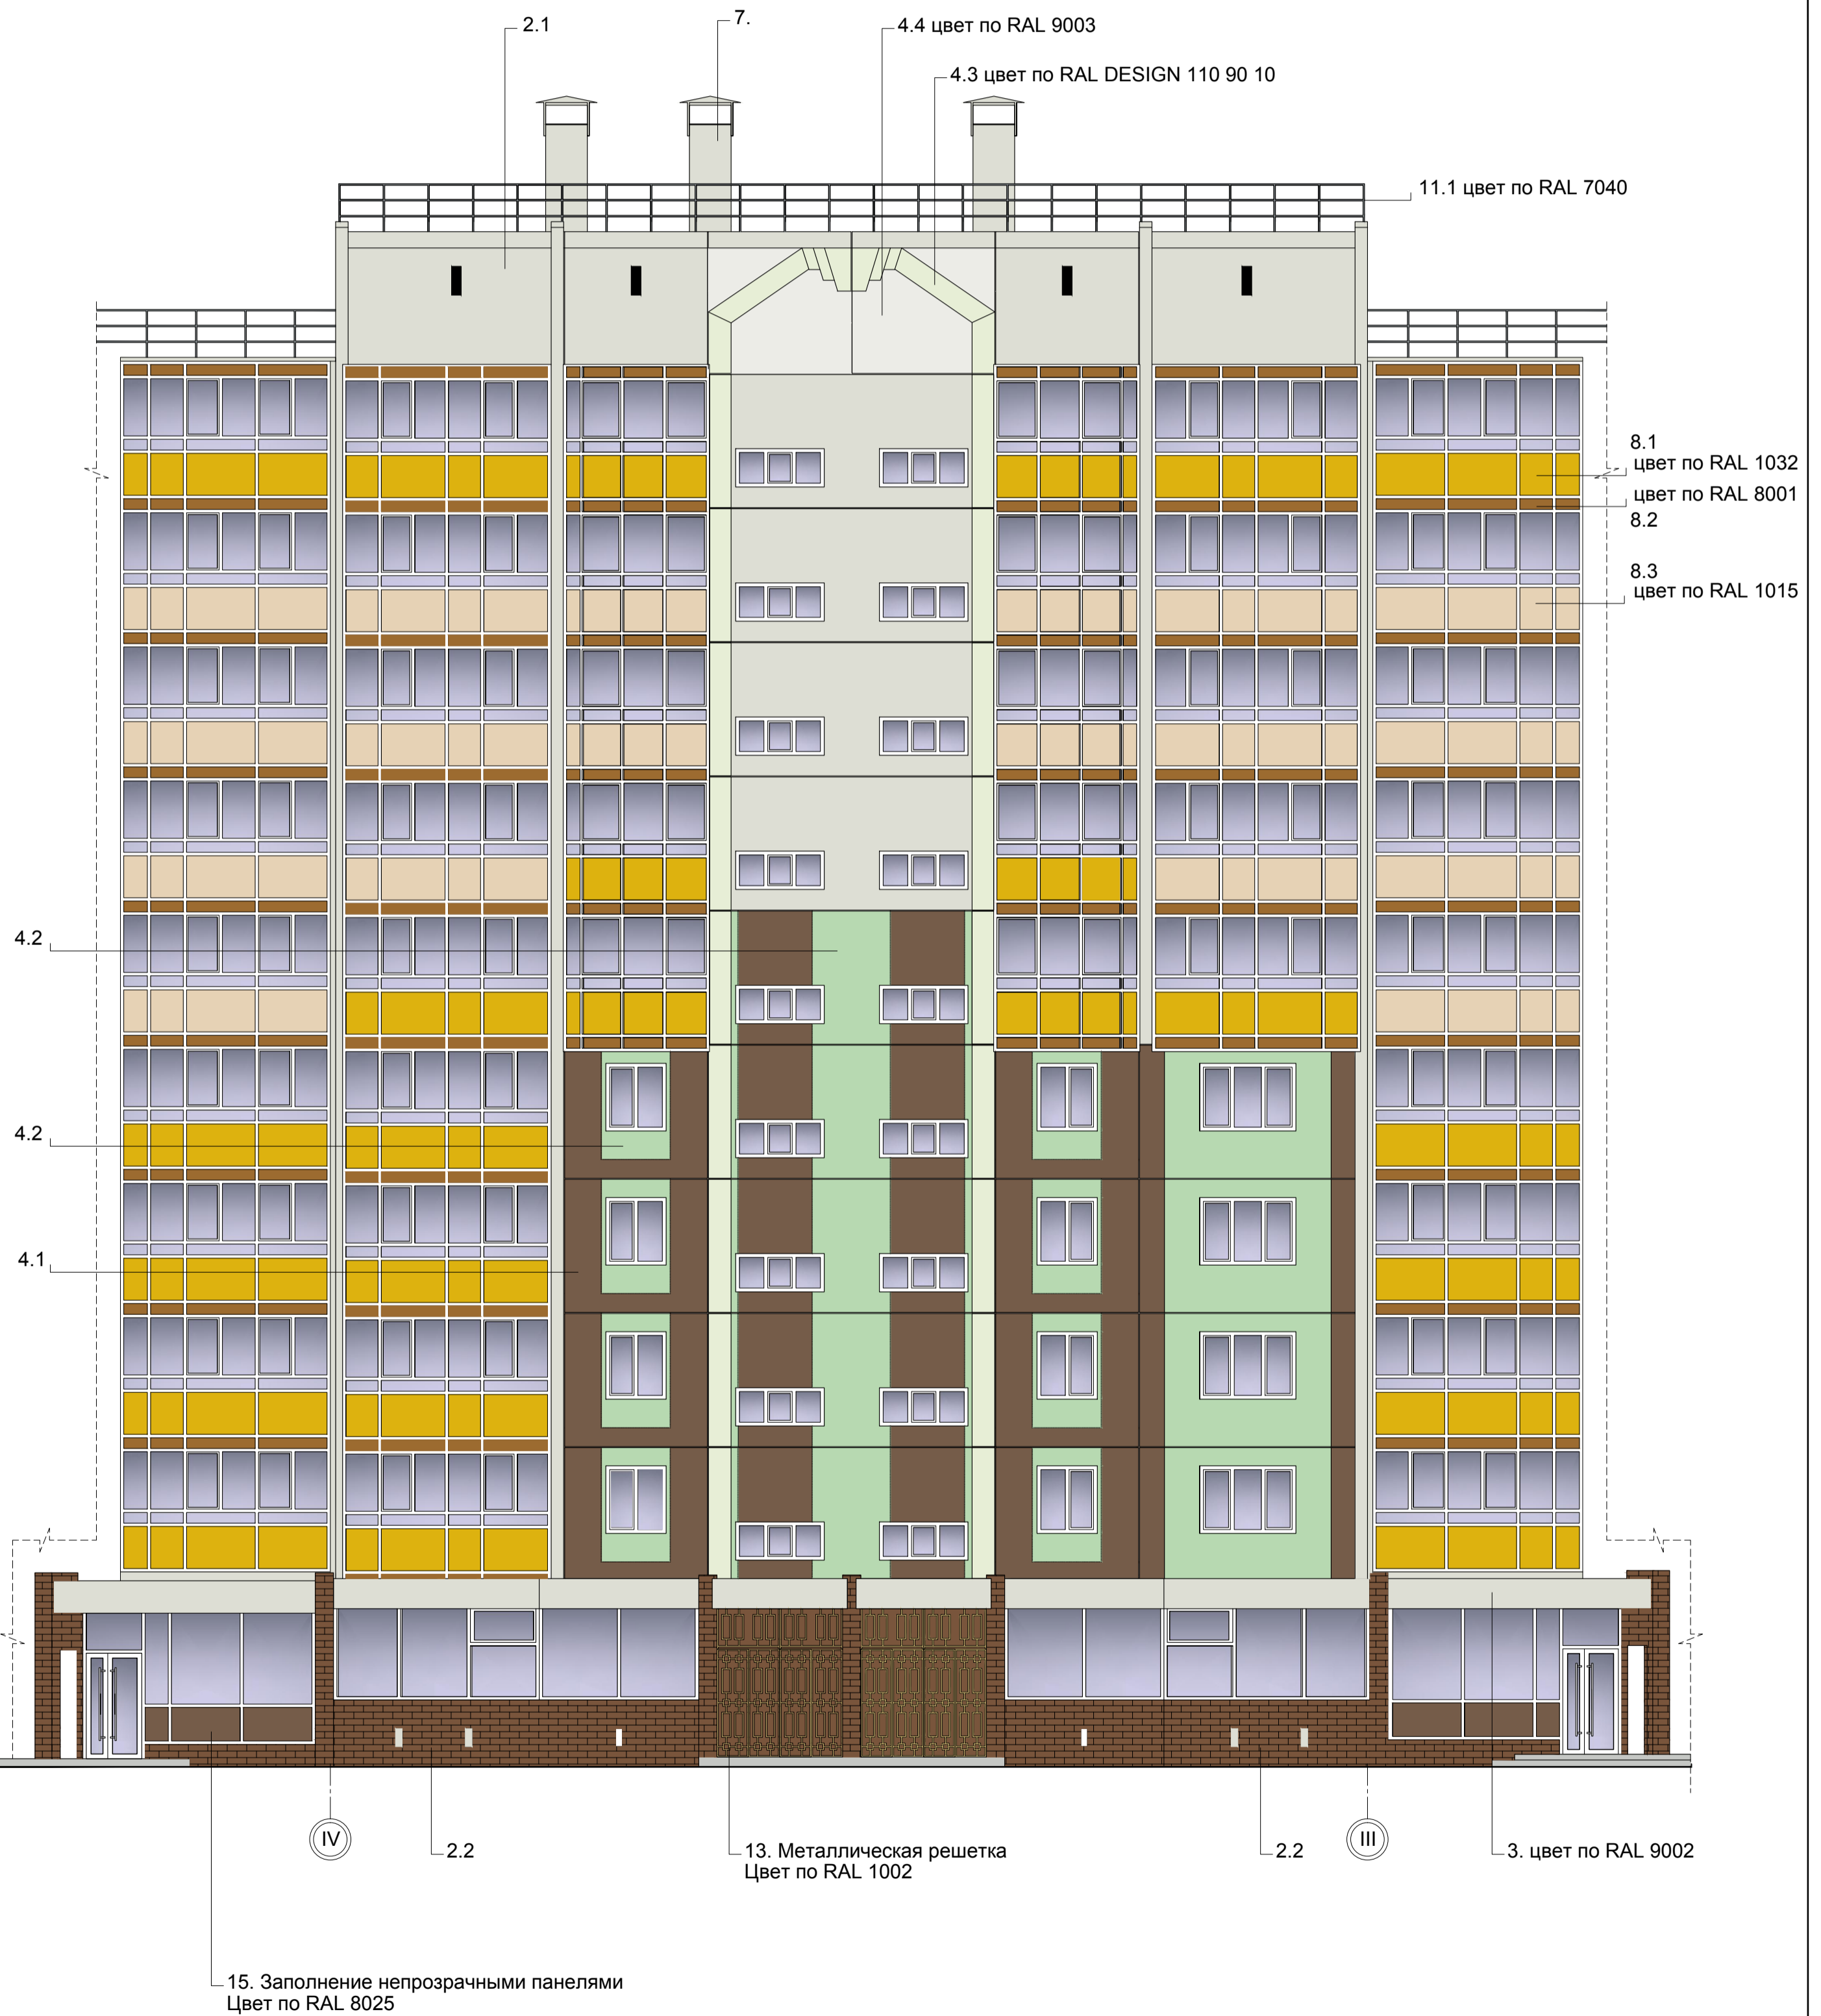 2.1
7.
4.4 цвет по RAL 9003
4.3 цвет по RAL DESIGN 110 90 10
11.1 цвет по RAL 7040
8.1
цвет по RAL 1032
цвет по RAL 8001
8.2
8.3
цвет по RAL 1015
4.2
4.2
4.1
IV
2.2
13. Металлическая решетка
Цвет по RAL 1002
2.2
III
3. цвет по RAL 9002
15. Заполнение непрозрачными панелями
Цвет по RAL 8025